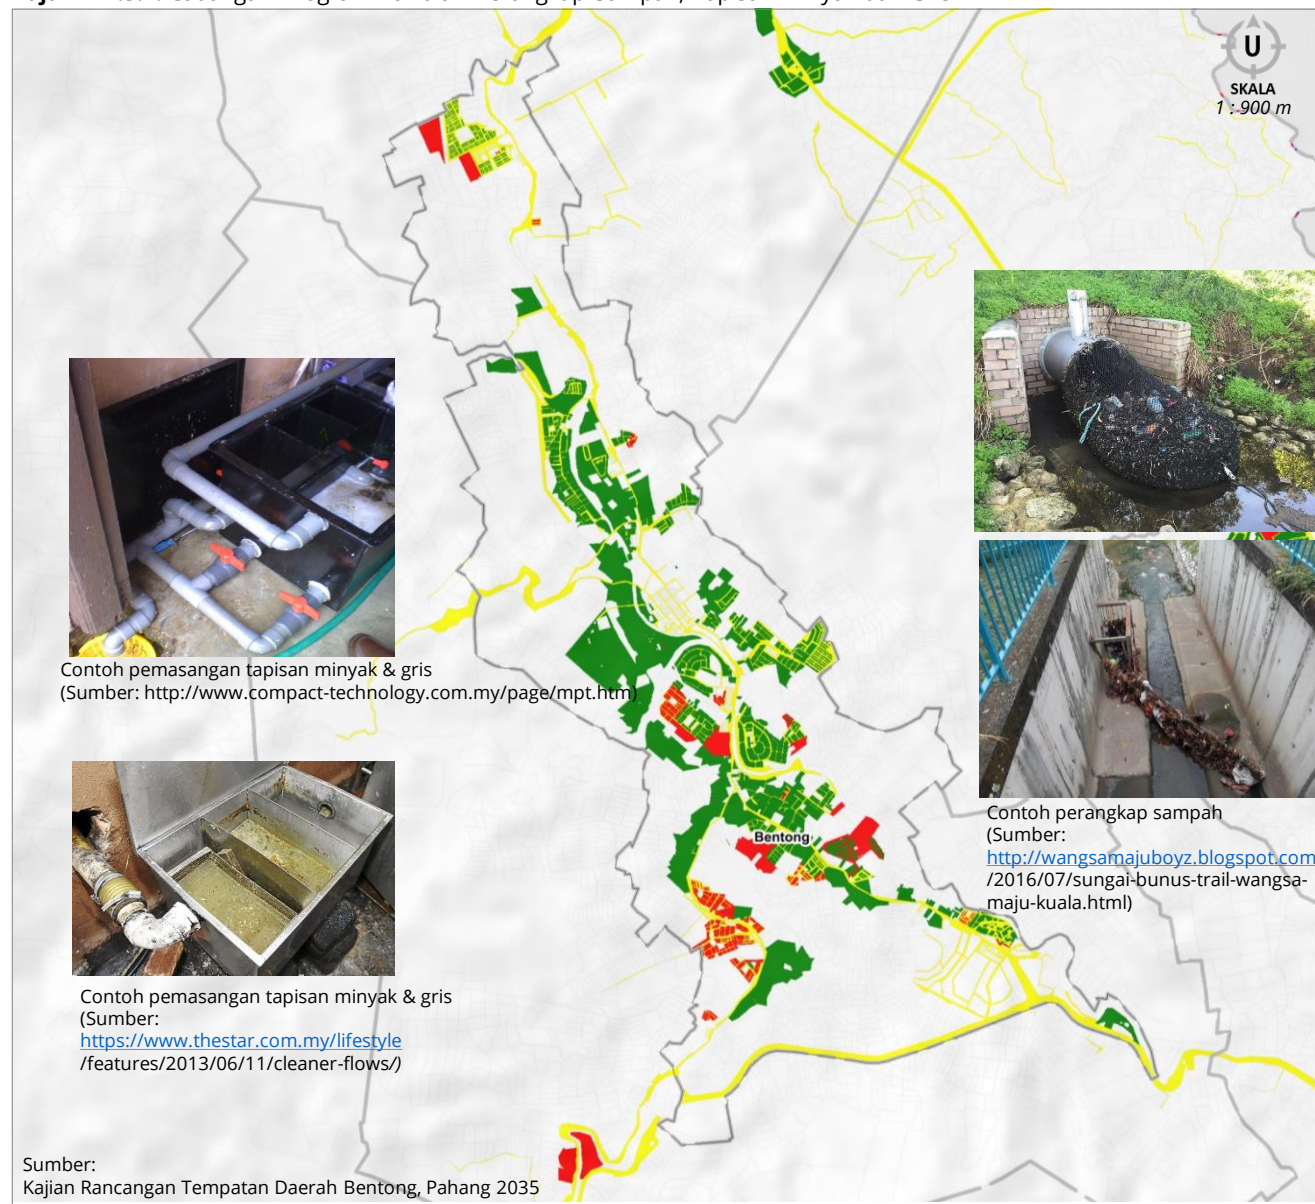 U
SKALA
1 : 900 m
Contoh pemasangan tapisan minyak & gris
(Sumber: http://www.compact-technology.com.my/page/mpt.htm)
Contoh perangkap sampah
(Sumber:
http://wangsamajuboyz.blogspot.com
/2016/07/sungai-bunus-trail-wangsa-
maju-kuala.html)
Bentong
Contoh pemasangan tapisan minyak & gris
(Sumber:
https://www.thestar.com.my/lifestyle
/features/2013/06/11/cleaner-flows/)
Sumber:
Kajian Rancangan Tempatan Daerah Bentong, Pahang 2035